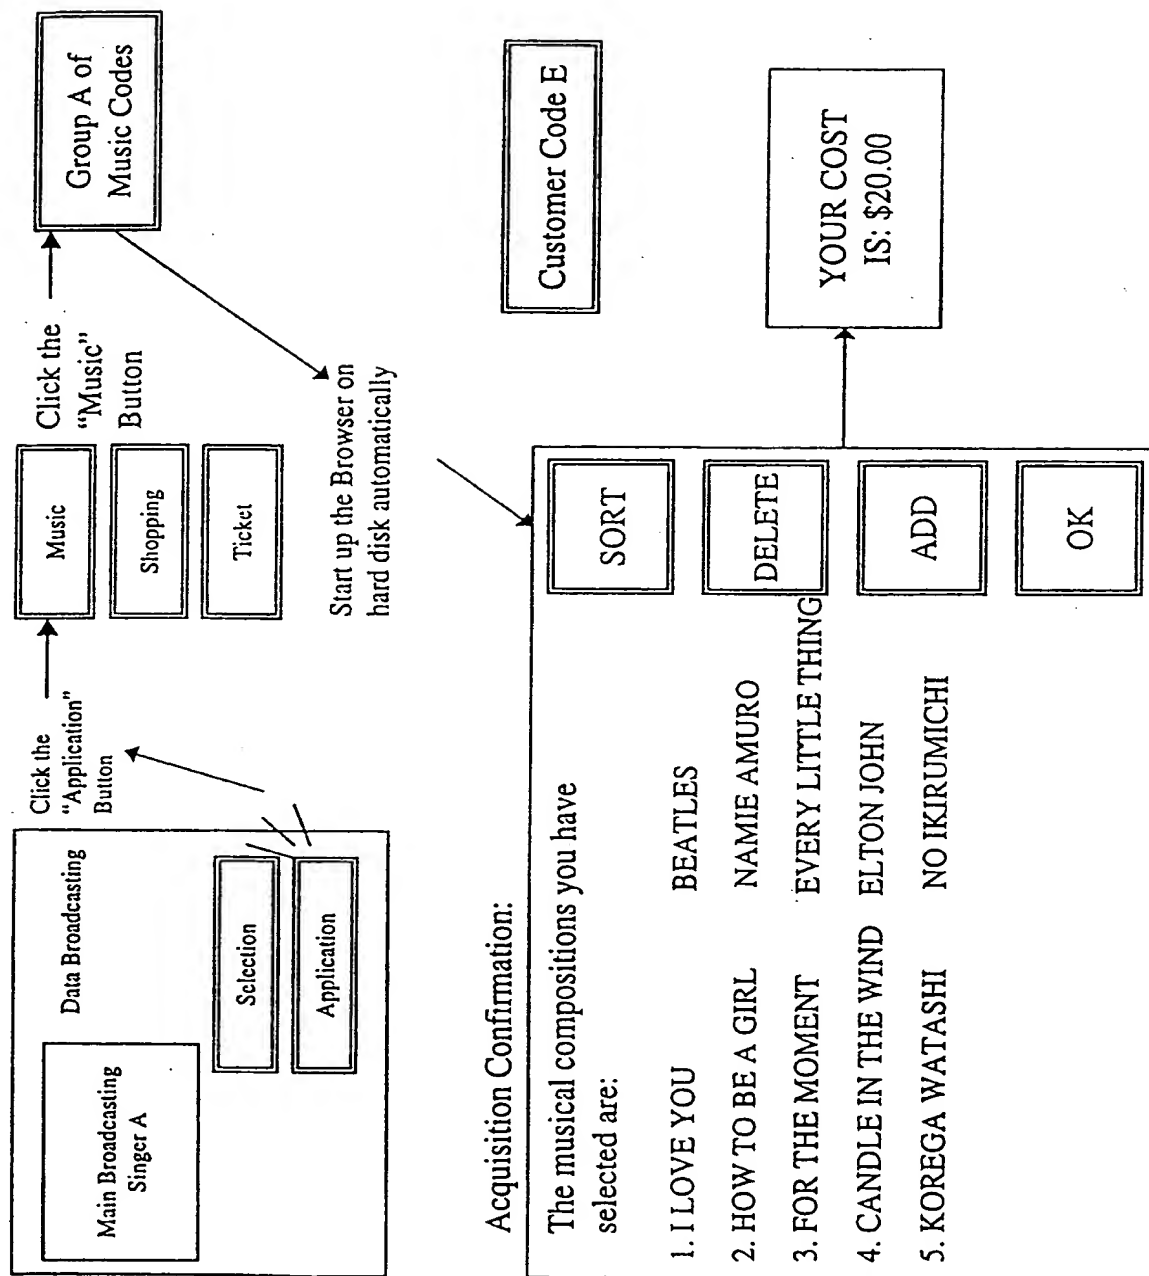 Main Broadcasting
Singer A
Data Broadcasting
Selection
Application
Click the
“Application”
Button
Music
Shopping
Ticket
Click the
“Music”
Button
Group A of
Music Codes
Start up the Browser on
hard disk automatically
Customer Code E
Acquisition Confirmation:
The musical compositions you have
selected are:
1. I LOVE YOU BEATLES
2. HOW TO BE A GIRL NAMIE AMURO
3. FOR THE MOMENT EVERY LITTLE THING
4. CANDLE IN THE WIND ELTON JOHN
5. KOREGA WATASHI NO IKIRUMICHI
SORT
DELETE
ADD
OK
YOUR COST
IS: $20.00